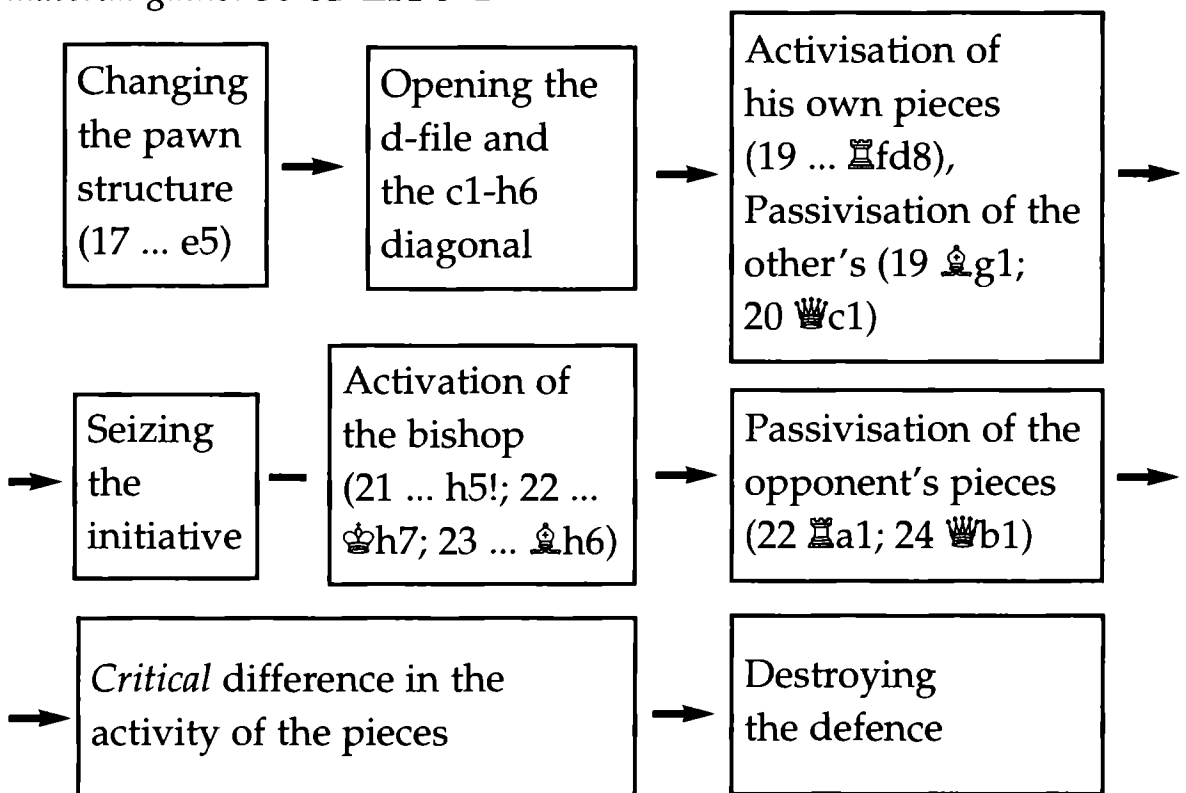 Changing
the pawn
structure
(17 ... e5)
Opening the
d-file and
the c1-h6
diagonal
Activisation of
his own pieces
(19 ... ♖fd8),
Passivisation of the
other's (19 ♗g1;
20 ♕c1)
Seizing
the
initiative
Activation of
the bishop
(21 ... h5!; 22 ...
♔h7; 23 ... ♗h6)
Passivisation of the
opponent's pieces
(22 ♖a1; 24 ♕b1)
Critical difference in the
activity of the pieces
Destroying
the defence